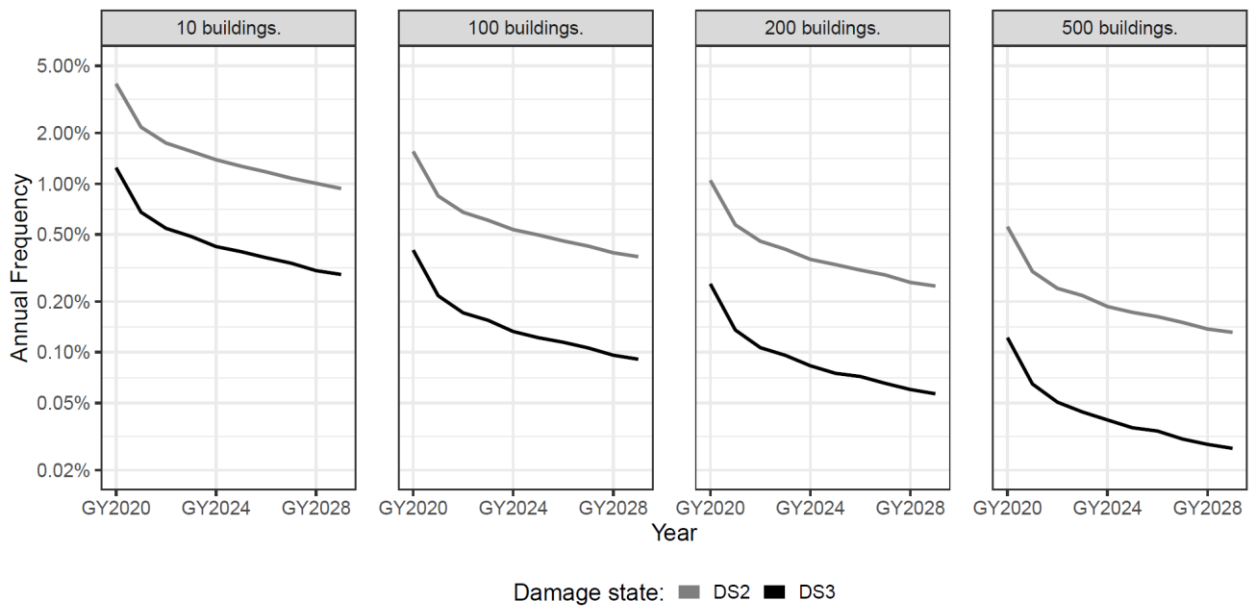 10 buildings.
100 buildings.
200 buildings.
500 buildings.
Annual Frequency
5.00%
2.00%
1.00%
0.50%
0.20%
0.10%
0.05%
0.02%
GY2020 GY2024 GY2028
GY2020 GY2024 GY2028
GY2020 GY2024 GY2028
GY2020 GY2024 GY2028
Year
Damage state: DS2 DS3